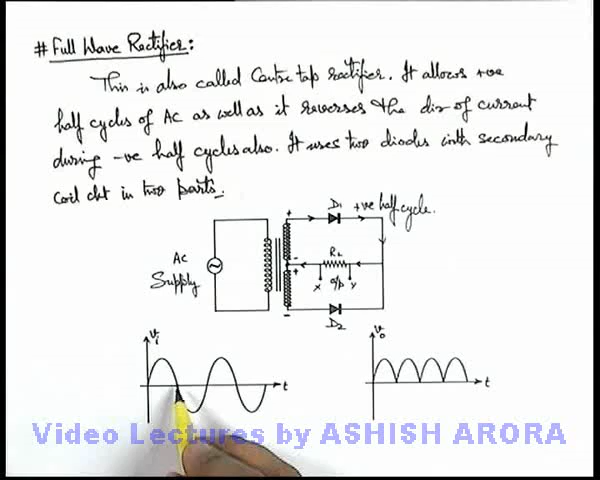 # Full Wave Rectifier:
This is also called Centre tap rectifier. It allows +ve
half cycles of AC as well as it reverses the dirⁿ of current
during -ve half cycles also. It uses two diodes with secondary
coil ckt in two parts.
D1 +ve half cycle.
+
AC
Supply
RL
-
+
x o/p y
-
D2
Vi
Vo
t
t
Video Lectures by ASHISH ARORA